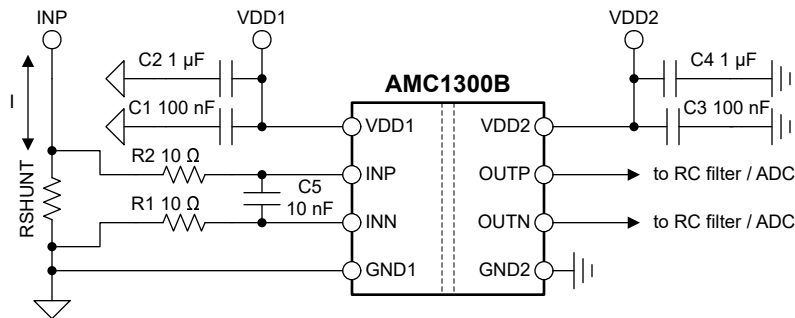 INP
VDD1
VDD2
C2 1 µF
C4 1 µF
AMC1300B
C1 100 nF
C3 100 nF
I
VDD1
VDD2
R2 10 Ω
INP
OUTP
to RC filter / ADC
C5
10 nF
RSHUNT
R1 10 Ω
INN
OUTN
to RC filter / ADC
GND1
GND2